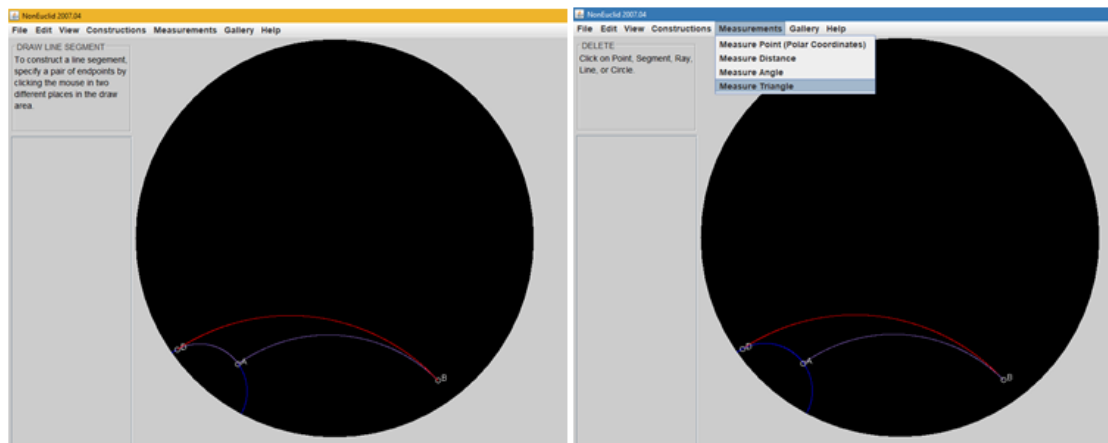 NonEuclid 2007.04
File Edit View Constructions Measurements Gallery Help
DRAW LINE SEGMENT
To construct a line segement,
specify a pair of endpoints by
clicking the mouse in two
different places in the draw
area.
D
A
B
NonEuclid 2007.04
File Edit View Constructions Measurements Gallery Help
DELETE
Click on Point, Segment, Ray,
Line, or Circle.
Measure Point (Polar Coordinates)
Measure Distance
Measure Angle
Measure Triangle
D
A
B